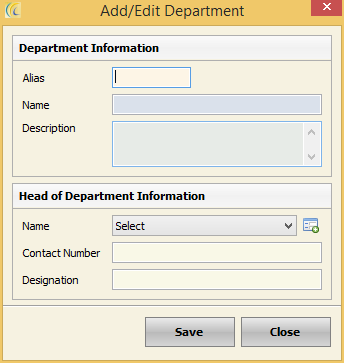 Add/Edit Department
Department Information
Alias
Name
Description
Head of Department Information
Name Select
Contact Number
Designation
Save Close